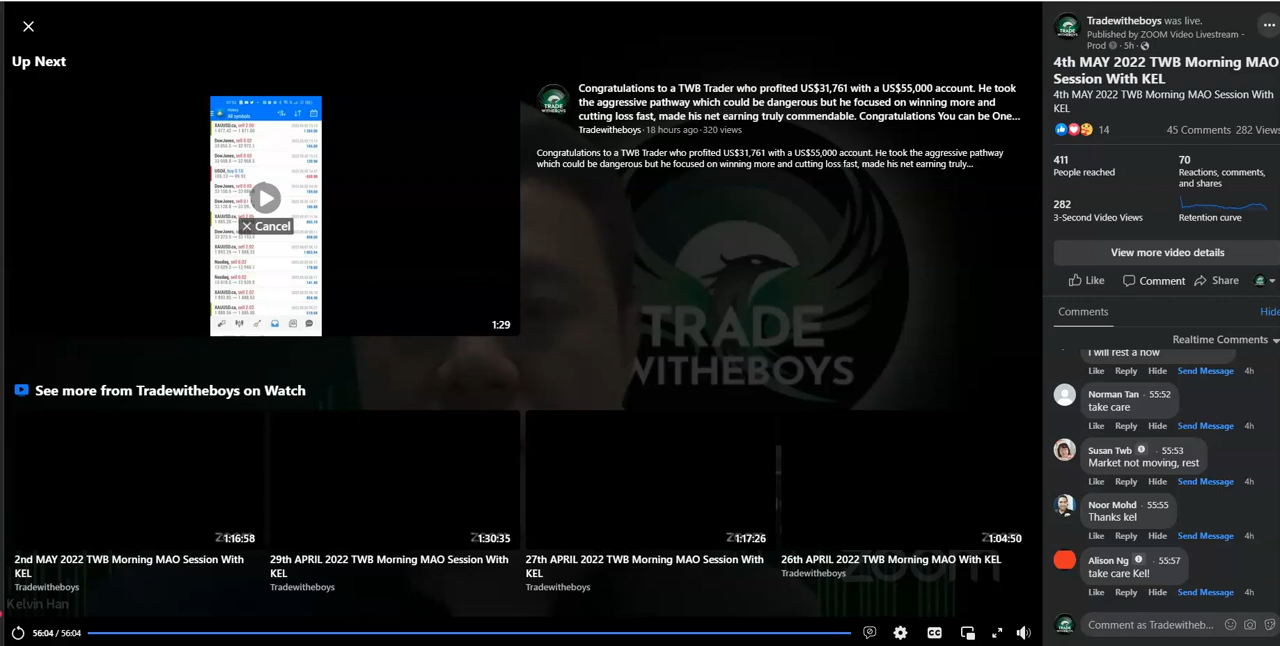 Up Next
Congratulations to a TWB Trader who profited US$31,761 with a US$55,000 account. He took
the aggressive pathway which could be dangerous but he focused on winning more and
cutting loss fast, made his net earning truly commendable. Congratulations You can be One...
Tradewitheboys · 18 hours ago · 320 views
Congratulations to a TWB Trader who profited US$31,761 with a US$55,000 account. He took the aggressive pathway
which could be dangerous but he focused on winning more and cutting loss fast, made his net earning truly...
All symbols
Cancel
1:29
TRADE
WITHEBOYS
See more from Tradewitheboys on Watch
1:16:58
2nd MAY 2022 TWB Morning MAO Session With
KEL
Tradewitheboys
1:30:35
29th APRIL 2022 TWB Morning MAO Session With
KEL
Tradewitheboys
1:17:26
27th APRIL 2022 TWB Morning MAO Session With
KEL
Tradewitheboys
1:04:50
26th APRIL 2022 TWB Morning MAO With KEL
Tradewitheboys
zoom
Kelvin Han
56:04 / 56:04
CC
Tradewitheboys was live.
Published by ZOOM Video Livestream -
Prod · 5h ·
4th MAY 2022 TWB Morning MAO
Session With KEL
4th MAY 2022 TWB Morning MAO Session With
KEL
14 45 Comments 282 Views
411
People reached
70
Reactions, comments,
and shares
282
3-Second Video Views
Retention curve
View more video details
Like Comment Share
Comments Hide
Realtime Comments
I will rest a now
Like Reply Hide Send Message 4h
Norman Tan · 55:52
take care
Like Reply Hide Send Message 4h
Susan Twb · 55:53
Market not moving, rest
Like Reply Hide Send Message 4h
Noor Mohd · 55:55
Thanks kel
Like Reply Hide Send Message 4h
Alison Ng · 55:57
take care Kel!
Like Reply Hide Send Message 4h
Comment as Tradewitheb...